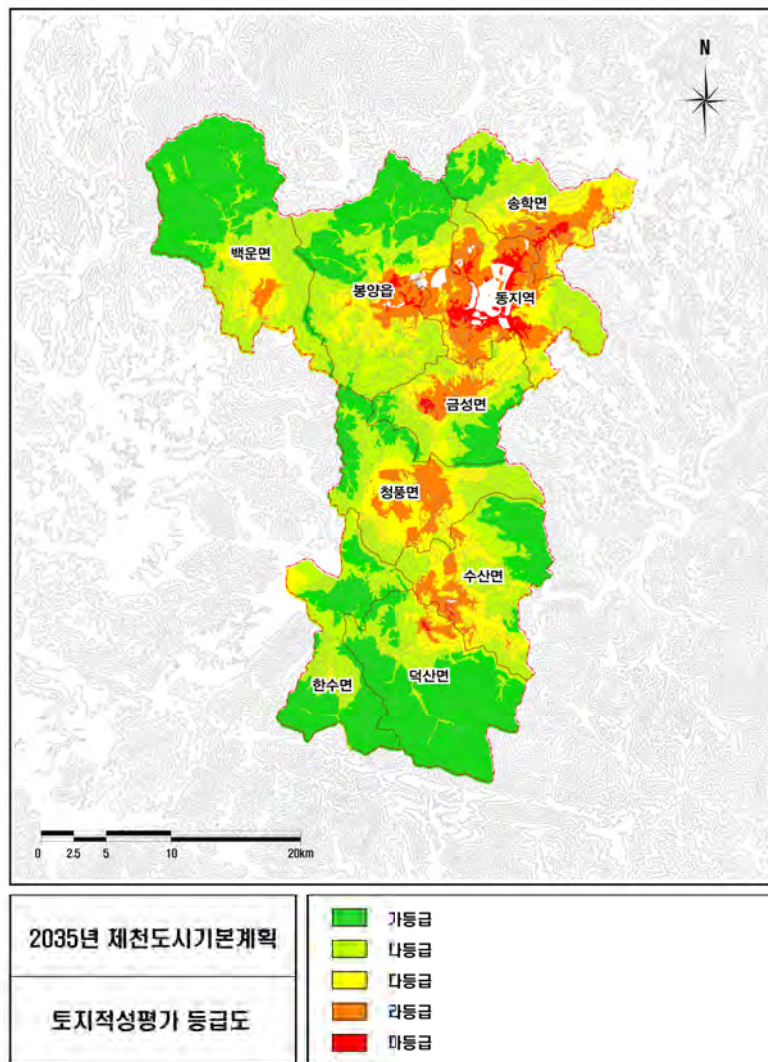 N
송학면
백운면
봉양읍
동지역
금성면
청풍면
수산면
덕산면
한수면
0 2.5 5 10 20km
2035년 제천도시기본계획
토지적성평가 등급도
가등급
나등급
다등급
라등급
마등급